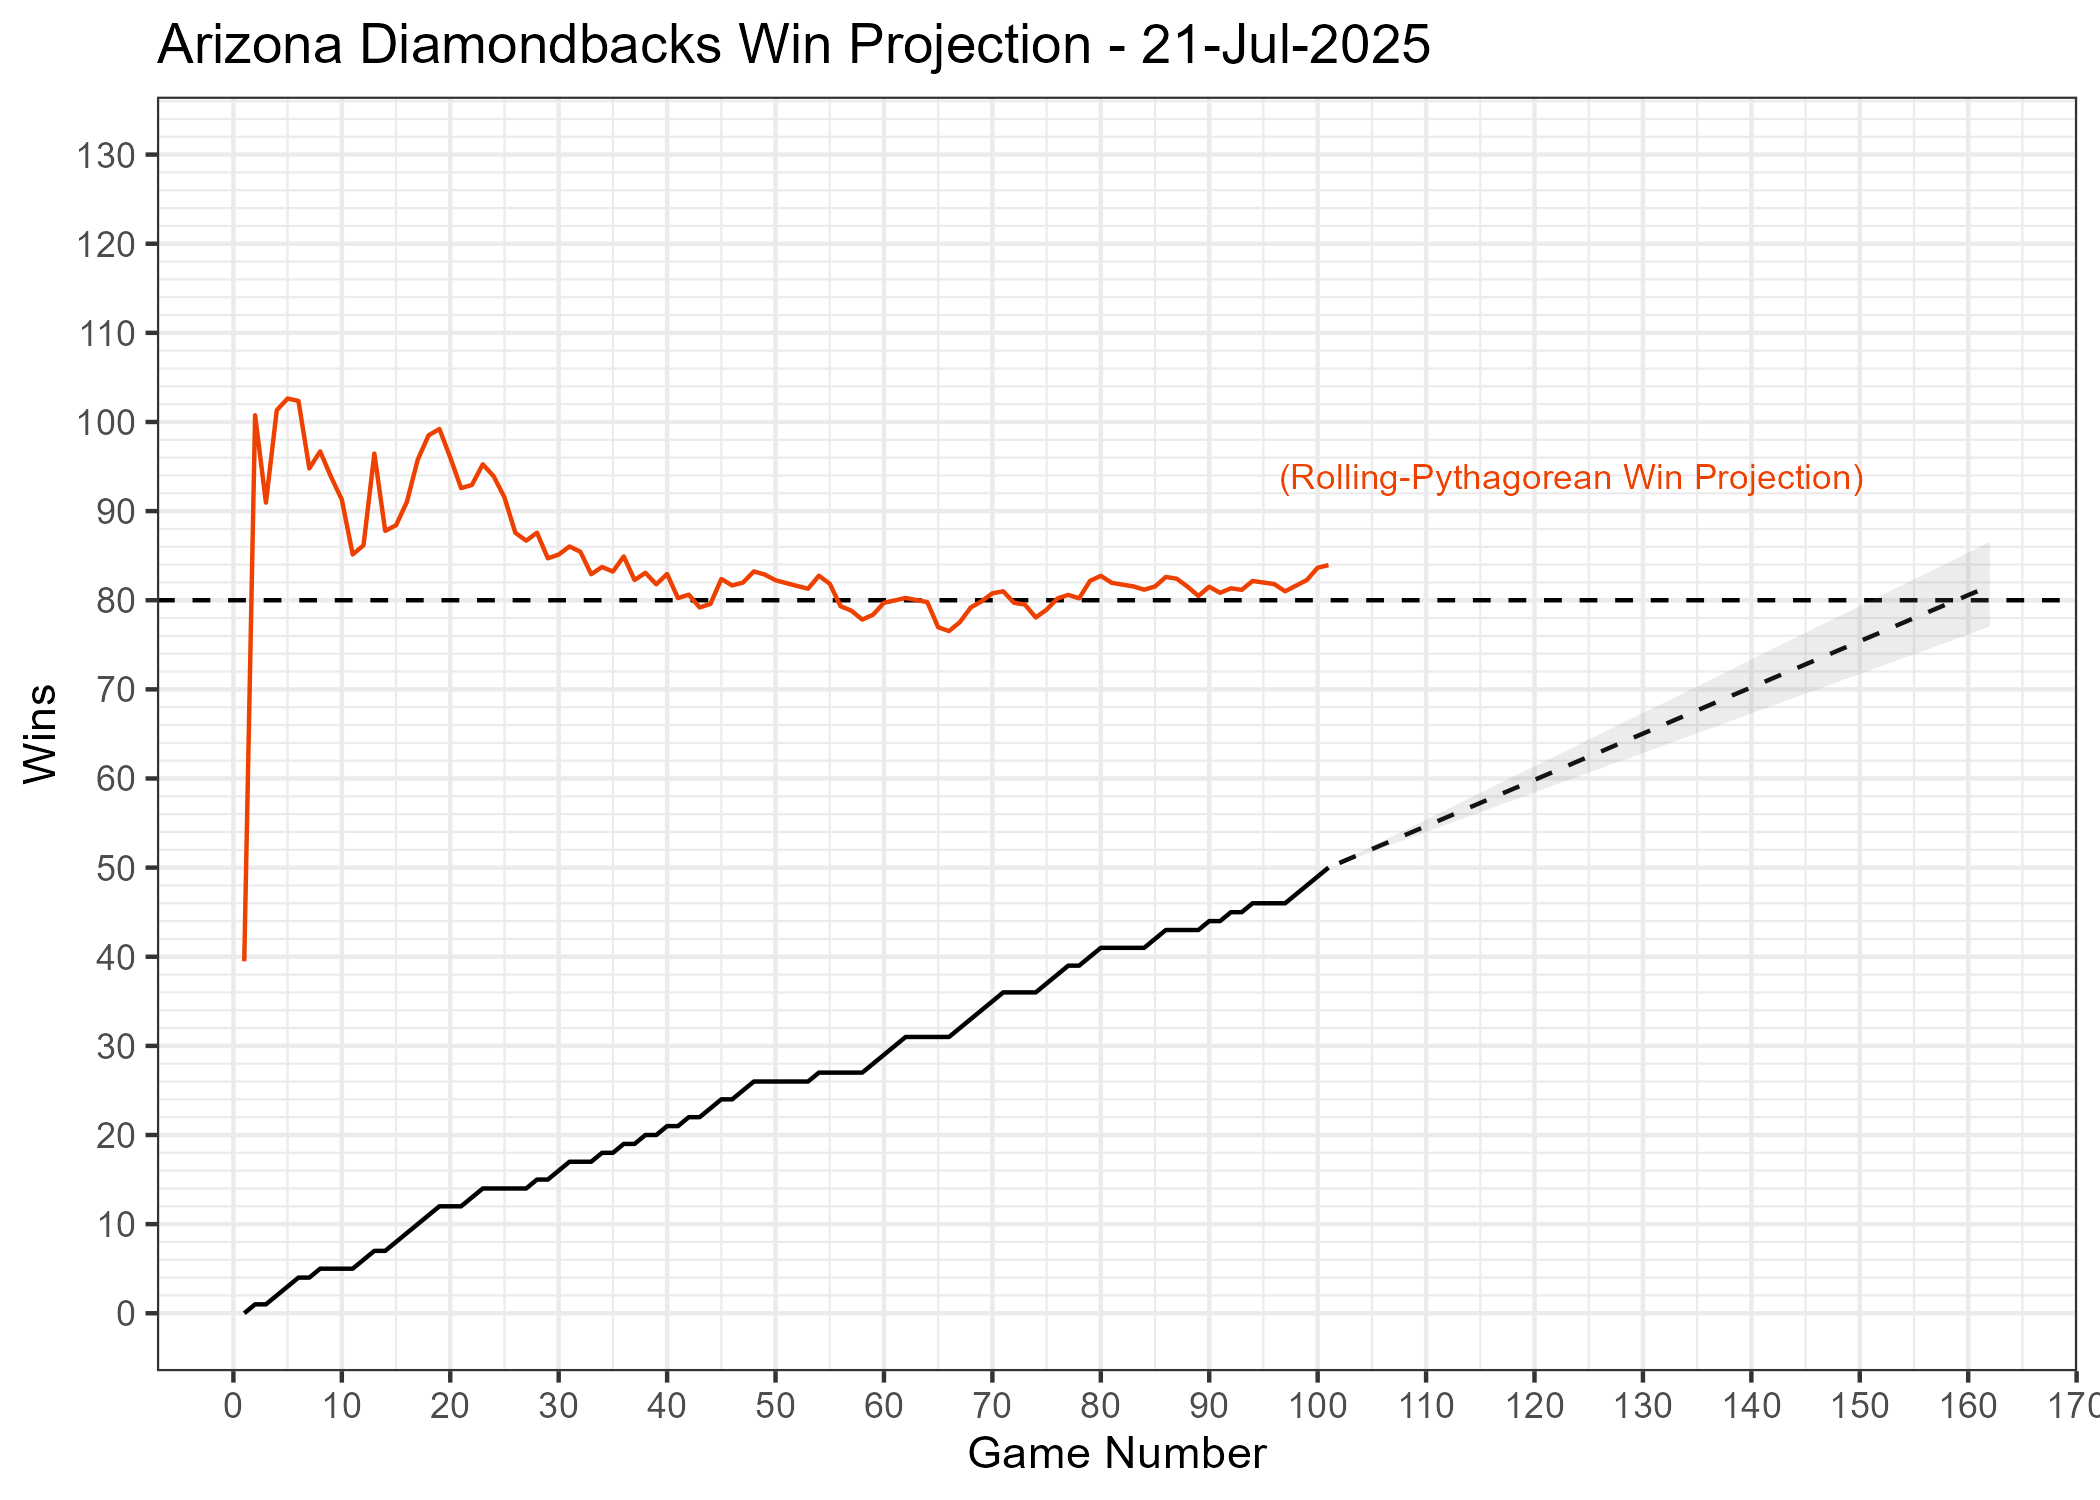 Arizona Diamondbacks Win Projection - 21-Jul-2025
130
120
110
100
90
80
70
60
50
40
30
20
10
0
Wins
(Rolling-Pythagorean Win Projection)
0 10 20 30 40 50 60 70 80 90 100 110 120 130 140 150 160 170
Game Number